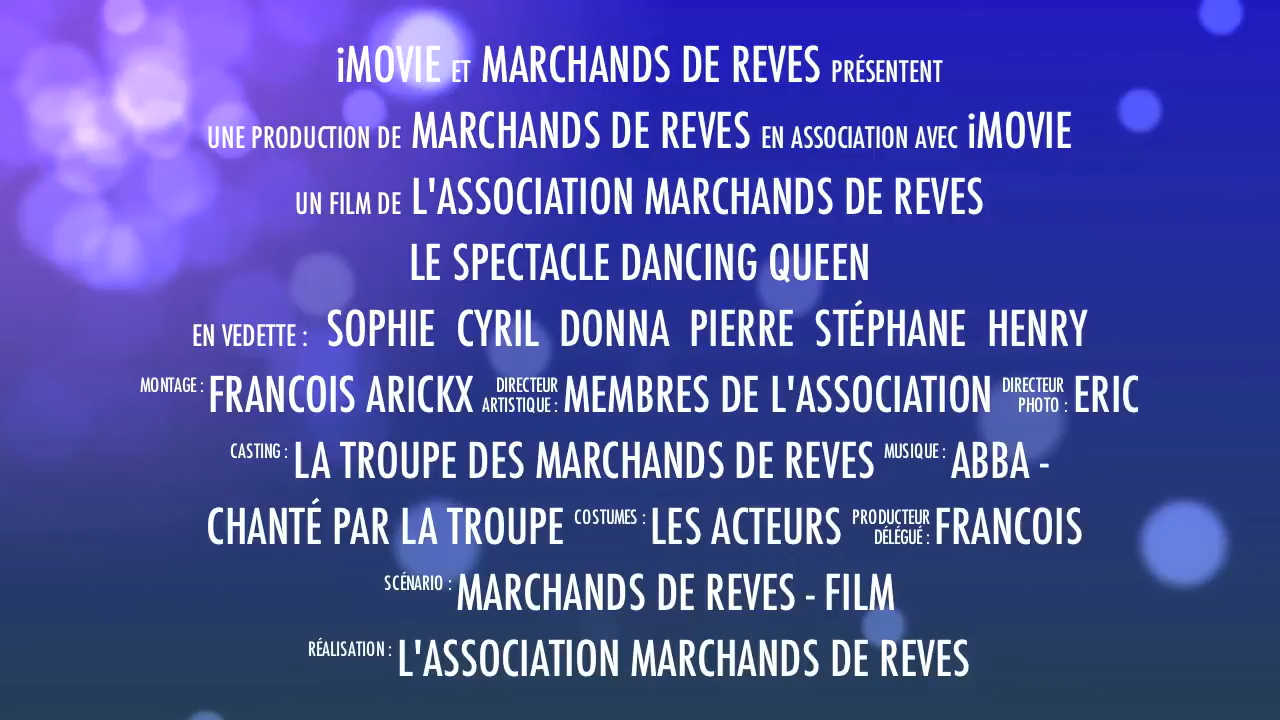 iMOVIE ET MARCHANDS DE REVES PRÉSENTENT
UNE PRODUCTION DE MARCHANDS DE REVES EN ASSOCIATION AVEC iMOVIE
UN FILM DE L'ASSOCIATION MARCHANDS DE REVES
LE SPECTACLE DANCING QUEEN
EN VEDETTE : SOPHIE CYRIL DONNA PIERRE STÉPHANE HENRY
MONTAGE : FRANCOIS ARICKX DIRECTEUR ARTISTIQUE : MEMBRES DE L'ASSOCIATION DIRECTEUR PHOTO : ERIC
CASTING : LA TROUPE DES MARCHANDS DE REVES MUSIQUE : ABBA -
CHANTÉ PAR LA TROUPE COSTUMES : LES ACTEURS PRODUCTEUR DÉLÉGUÉ : FRANCOIS
SCÉNARIO : MARCHANDS DE REVES - FILM
RÉALISATION : L'ASSOCIATION MARCHANDS DE REVES